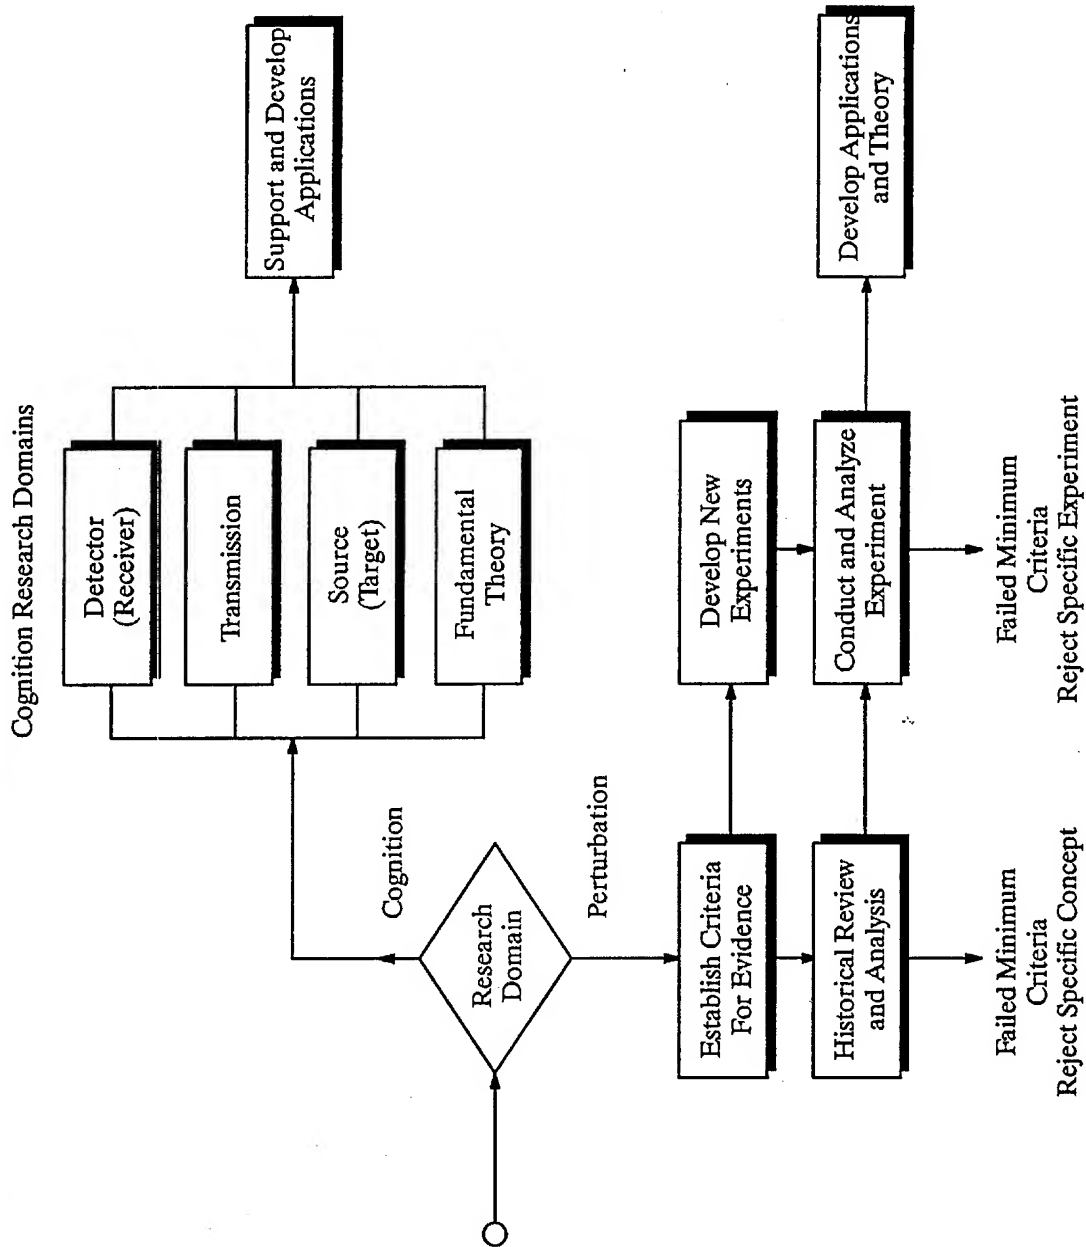 Cognition Research Domains
Detector
(Receiver)
Transmission
Source
(Target)
Fundamental
Theory
Support and Develop
Applications
Cognition
Research
Domain
Perturbation
Establish Criteria
For Evidence
Develop New
Experiments
Historical Review
and Analysis
Conduct and Analyze
Experiment
Develop Applications
and Theory
Failed Minimum
Criteria
Reject Specific Concept
Failed Minimum
Criteria
Reject Specific Experiment